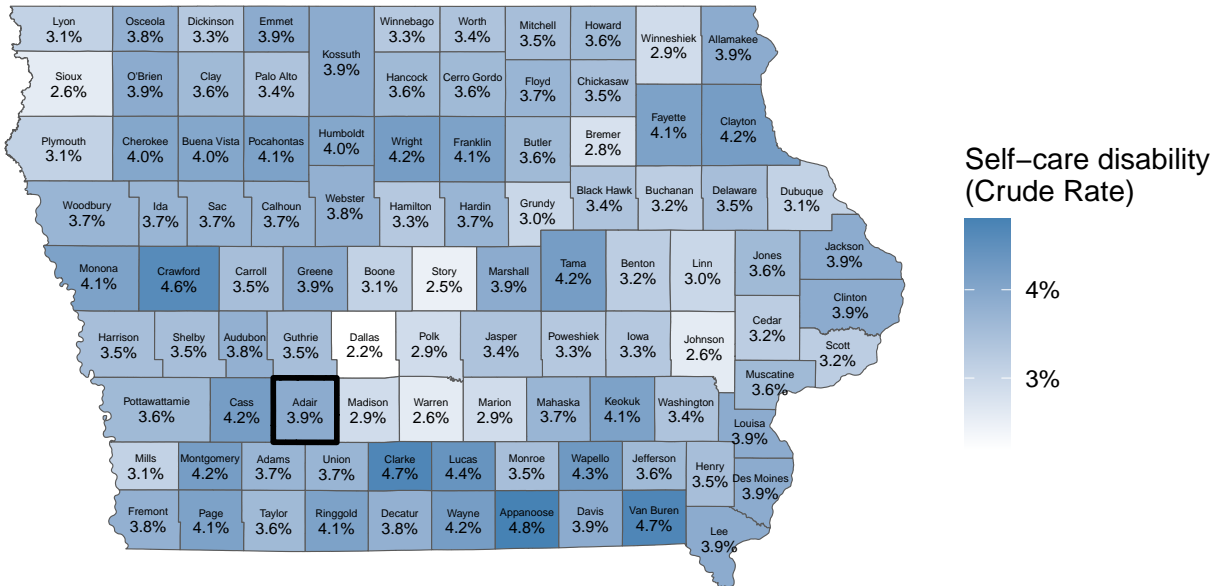 Lyon
3.1%
Osceola
3.8%
Dickinson
3.3%
Emmet
3.9%
Kossuth
3.9%
Winnebago
3.3%
Worth
3.4%
Mitchell
3.5%
Howard
3.6%
Winneshiek
2.9%
Allamakee
3.9%
Sioux
2.6%
O'Brien
3.9%
Clay
3.6%
Palo Alto
3.4%
Hancock
3.6%
Cerro Gordo
3.6%
Floyd
3.7%
Chickasaw
3.5%
Fayette
4.1%
Clayton
4.2%
Plymouth
3.1%
Cherokee
4.0%
Buena Vista
4.0%
Pocahontas
4.1%
Humboldt
4.0%
Wright
4.2%
Franklin
4.1%
Butler
3.6%
Bremer
2.8%
Woodbury
3.7%
Ida
3.7%
Sac
3.7%
Calhoun
3.7%
Webster
3.8%
Hamilton
3.3%
Hardin
3.7%
Grundy
3.0%
Black Hawk
3.4%
Buchanan
3.2%
Delaware
3.5%
Dubuque
3.1%
Monona
4.1%
Crawford
4.6%
Carroll
3.5%
Greene
3.9%
Boone
3.1%
Story
2.5%
Marshall
3.9%
Tama
4.2%
Benton
3.2%
Linn
3.0%
Jones
3.6%
Jackson
3.9%
Clinton
3.9%
Harrison
3.5%
Shelby
3.5%
Audubon
3.8%
Guthrie
3.5%
Dallas
2.2%
Polk
2.9%
Jasper
3.4%
Poweshiek
3.3%
Iowa
3.3%
Johnson
2.6%
Cedar
3.2%
Scott
3.2%
Muscatine
3.6%
Pottawattamie
3.6%
Cass
4.2%
Adair
3.9%
Madison
2.9%
Warren
2.6%
Marion
2.9%
Mahaska
3.7%
Keokuk
4.1%
Washington
3.4%
Louisa
3.9%
Mills
3.1%
Montgomery
4.2%
Adams
3.7%
Union
3.7%
Clarke
4.7%
Lucas
4.4%
Monroe
3.5%
Wapello
4.3%
Jefferson
3.6%
Henry
3.5%
Des Moines
3.9%
Fremont
3.8%
Page
4.1%
Taylor
3.6%
Ringgold
4.1%
Decatur
3.8%
Wayne
4.2%
Appanoose
4.8%
Davis
3.9%
Van Buren
4.7%
Lee
3.9%
Self−care disability
(Crude Rate)
4%
3%